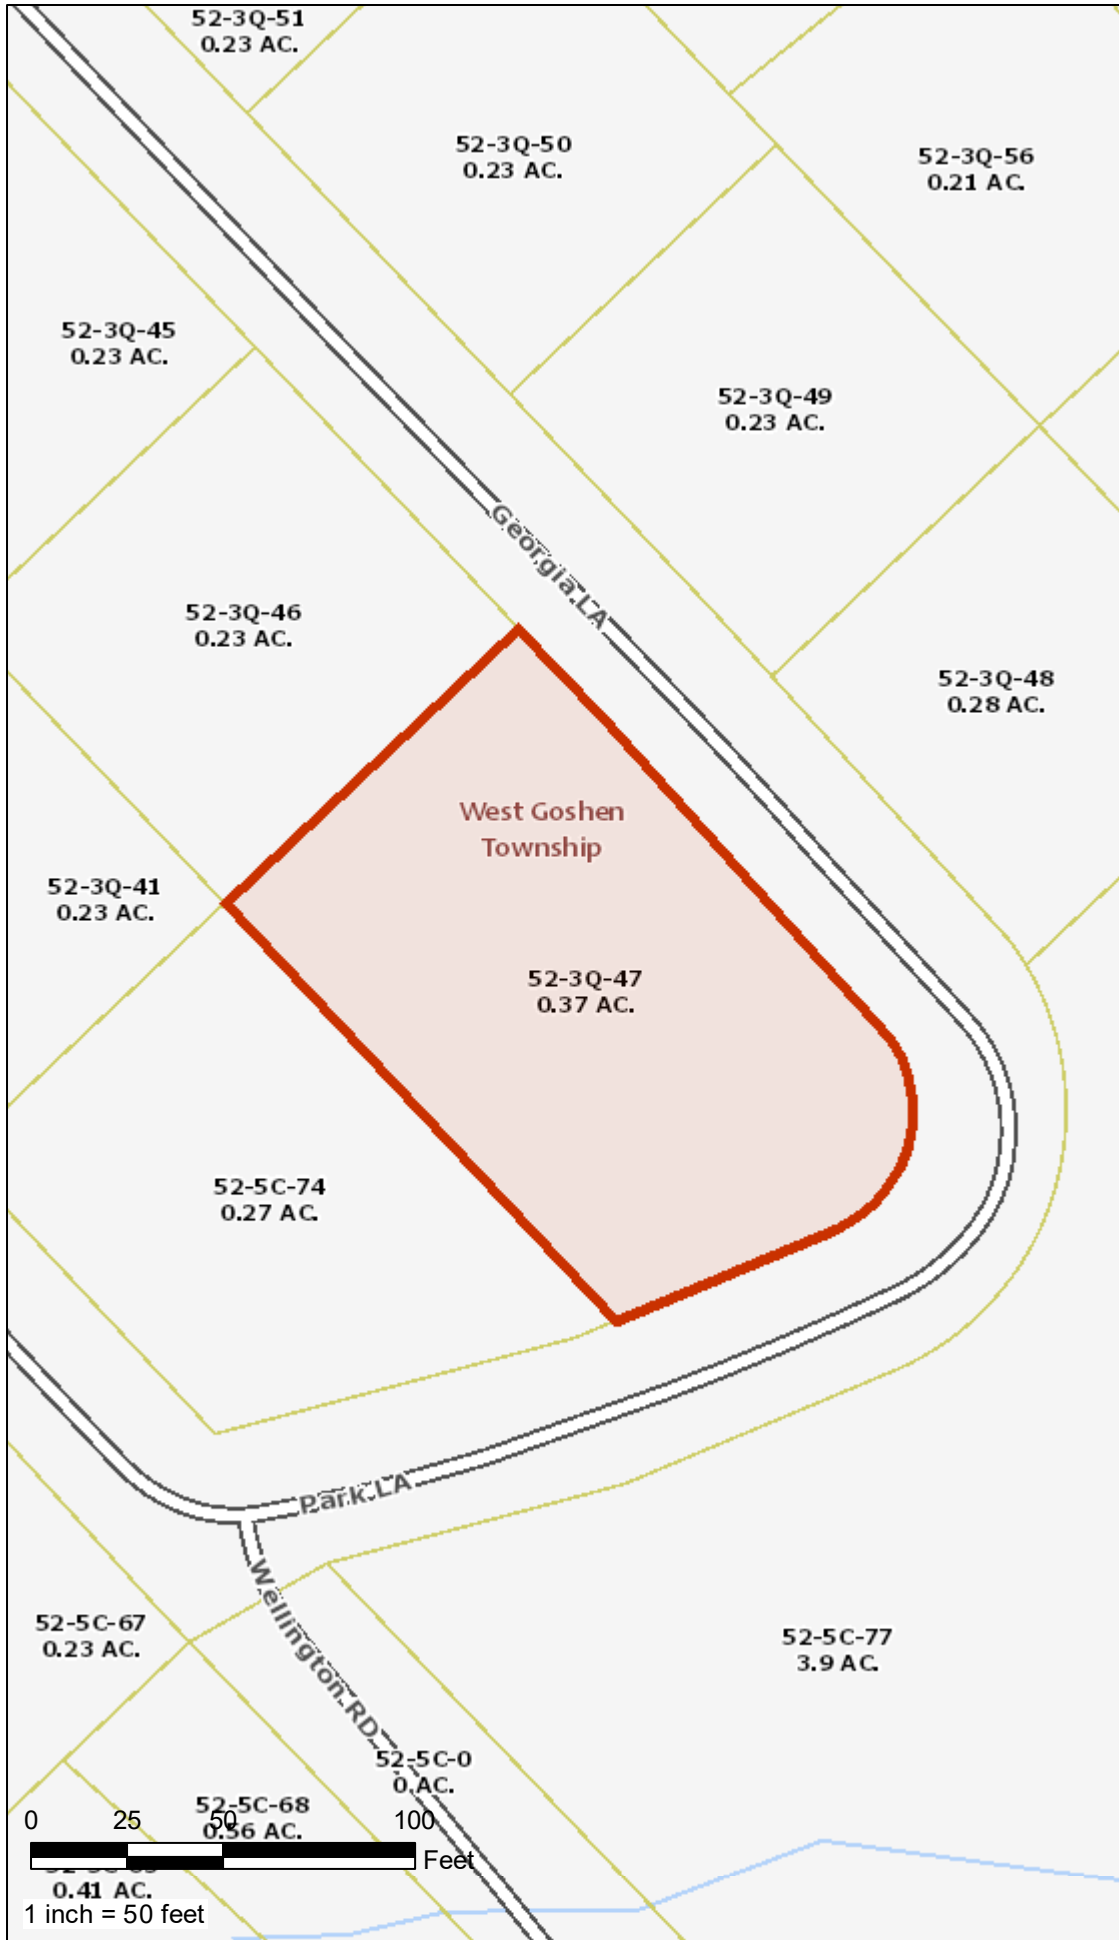 52-3Q-51
0.23 AC.
52-3Q-50
0.23 AC.
52-3Q-56
0.21 AC.
52-3Q-45
0.23 AC.
52-3Q-49
0.23 AC.
Georgia LA
52-3Q-46
0.23 AC.
52-3Q-48
0.28 AC.
West Goshen
Township
52-3Q-41
0.23 AC.
52-3Q-47
0.37 AC.
52-5C-74
0.27 AC.
Park LA
Wellington RD
52-5C-67
0.23 AC.
52-5C-77
3.9 AC.
52-5C-0
0 AC.
52-5C-68
0.56 AC.
0 25 50 100
Feet
0.41 AC.
1 inch = 50 feet